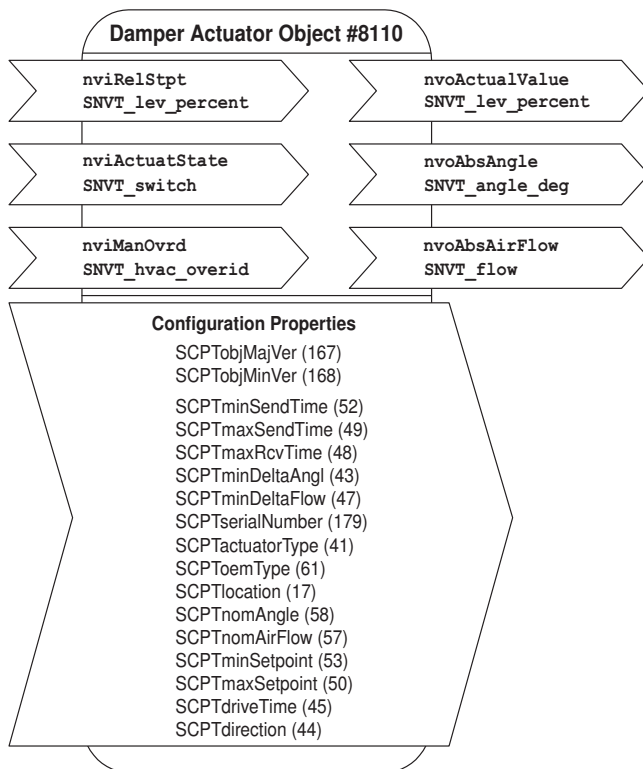 Damper Actuator Object #8110
nviRelStpt
SNVT_lev_percent
nvoActualValue
SNVT_lev_percent
nviActuatState
SNVT_switch
nvoAbsAngle
SNVT_angle_deg
nviManOvrd
SNVT_hvac_overid
nvoAbsAirFlow
SNVT_flow
Configuration Properties
SCPTobjMajVer (167)
SCPTobjMinVer (168)
SCPTminSendTime (52)
SCPTmaxSendTime (49)
SCPTmaxRcvTime (48)
SCPTminDeltaAngl (43)
SCPTminDeltaFlow (47)
SCPTserialNumber (179)
SCPTactuatorType (41)
SCPToemType (61)
SCPTlocation (17)
SCPTnomAngle (58)
SCPTnomAirFlow (57)
SCPTminSetpoint (53)
SCPTmaxSetpoint (50)
SCPTdriveTime (45)
SCPTdirection (44)